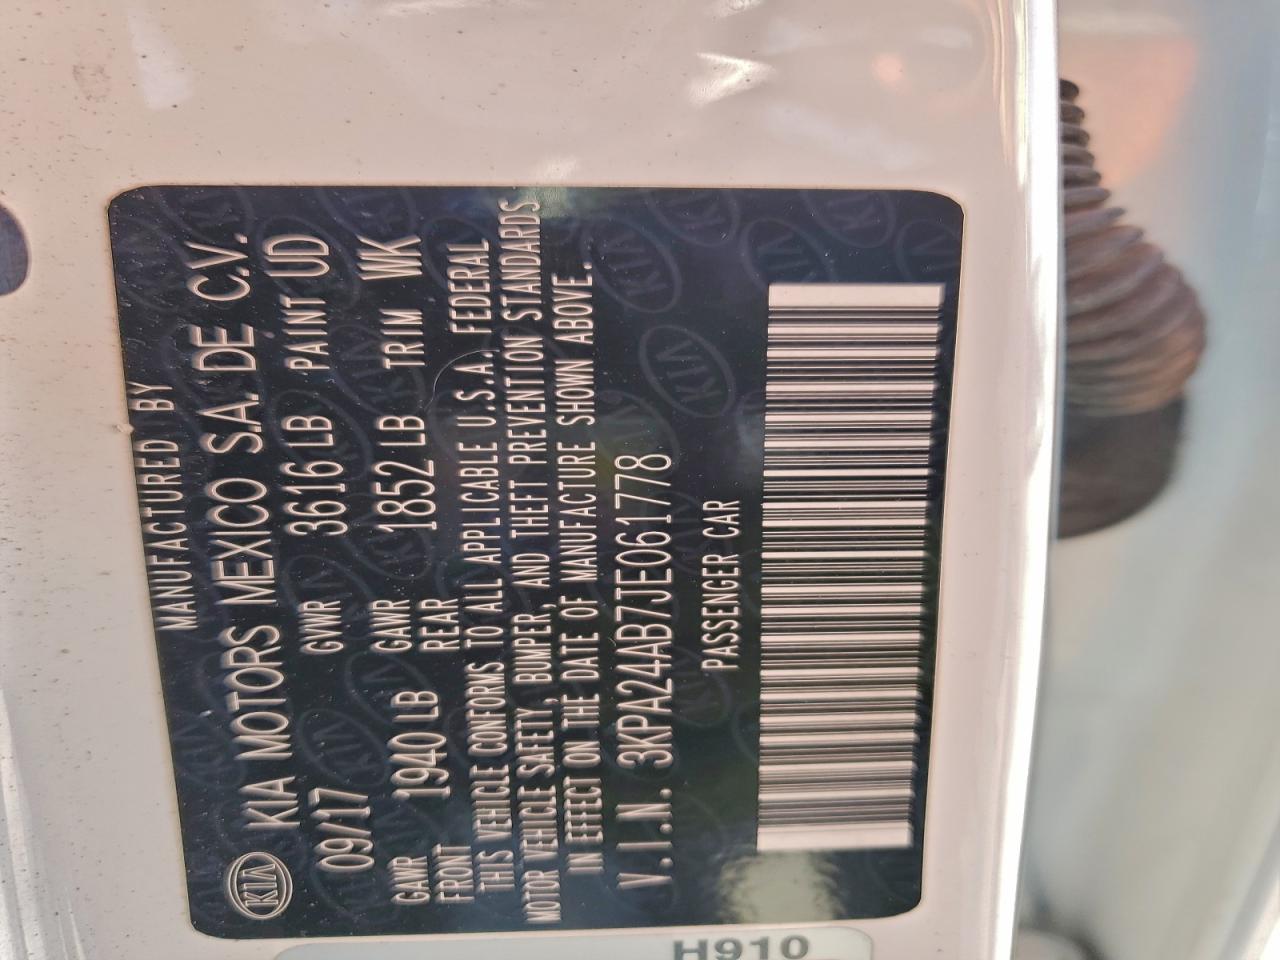 MANUFACTURED BY
KIA KIA MOTORS MEXICO S.A. DE C.V.
09/17 GVWR 3616 LB PAINT UD
GAWR FRONT 1940 LB GAWR REAR 1852 LB TRIM WK
THIS VEHICLE CONFORMS TO ALL APPLICABLE U.S.A. FEDERAL
MOTOR VEHICLE SAFETY, BUMPER, AND THEFT PREVENTION STANDARDS
IN EFFECT ON THE DATE OF MANUFACTURE SHOWN ABOVE.
V.I.N. 3KPA24AB7JE061778
PASSENGER CAR
H910